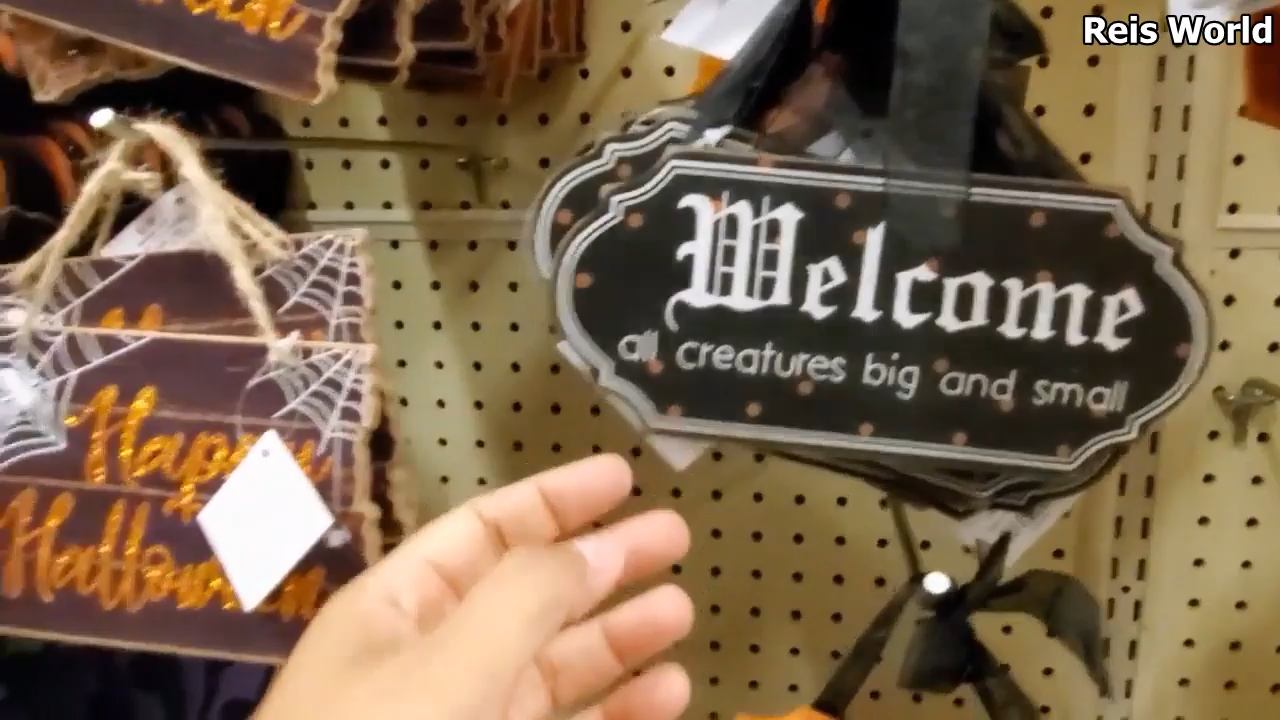 Reis World
Welcome
all creatures big and small
Happy
Halloween